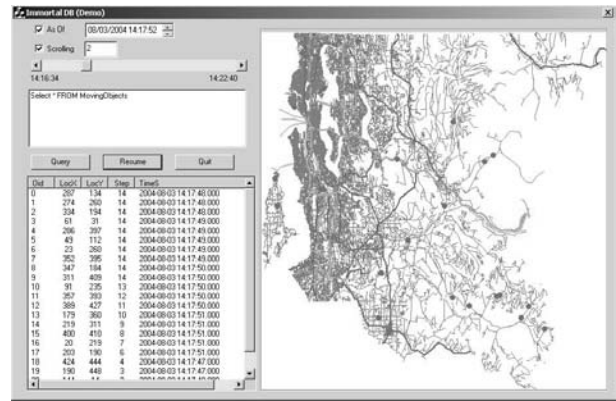 Immortal DB (Demo)
As Of 08/03/2004 14:17:52
Scrolling 2
14:16:34 14:22:40
Select * FROM MovingObjects
Query Resume Quit
Oid LocX LocY Step TimeS
0 287 134 14 2004-08-03 14:17:48.000
1 274 260 14 2004-08-03 14:17:48.000
2 334 194 14 2004-08-03 14:17:48.000
3 61 31 14 2004-08-03 14:17:49.000
4 286 397 14 2004-08-03 14:17:49.000
5 49 112 14 2004-08-03 14:17:49.000
6 23 260 14 2004-08-03 14:17:49.000
7 352 395 14 2004-08-03 14:17:49.000
8 347 184 14 2004-08-03 14:17:50.000
9 311 409 14 2004-08-03 14:17:50.000
10 91 235 13 2004-08-03 14:17:50.000
11 357 393 12 2004-08-03 14:17:50.000
12 389 427 11 2004-08-03 14:17:50.000
13 179 360 10 2004-08-03 14:17:51.000
14 219 311 9 2004-08-03 14:17:51.000
15 400 410 8 2004-08-03 14:17:51.000
16 20 219 7 2004-08-03 14:17:51.000
17 203 190 6 2004-08-03 14:17:51.000
18 424 444 4 2004-08-03 14:17:47.000
19 190 448 3 2004-08-03 14:17:51.000